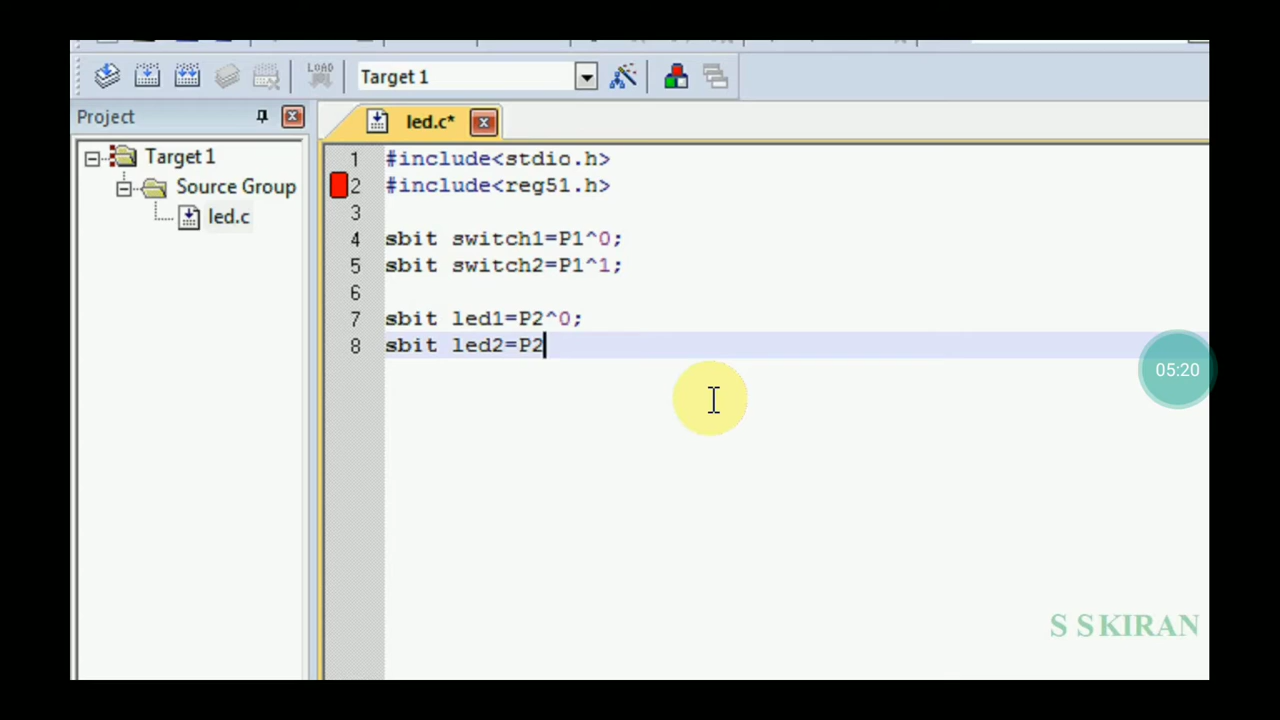 LOAD
Target 1
Project
led.c*
Target 1
Source Group
led.c
1 #include<stdio.h>
2 #include<reg51.h>
3
4 sbit switch1=P1^0;
5 sbit switch2=P1^1;
6
7 sbit led1=P2^0;
8 sbit led2=P2
05:20
S S KIRAN